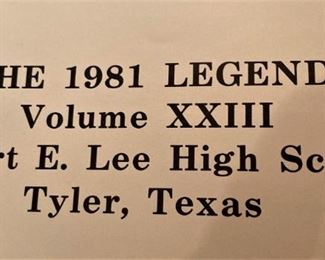 HE 1981 LEGEND
Volume XXIII
rt E. Lee High Sc
Tyler, Texas